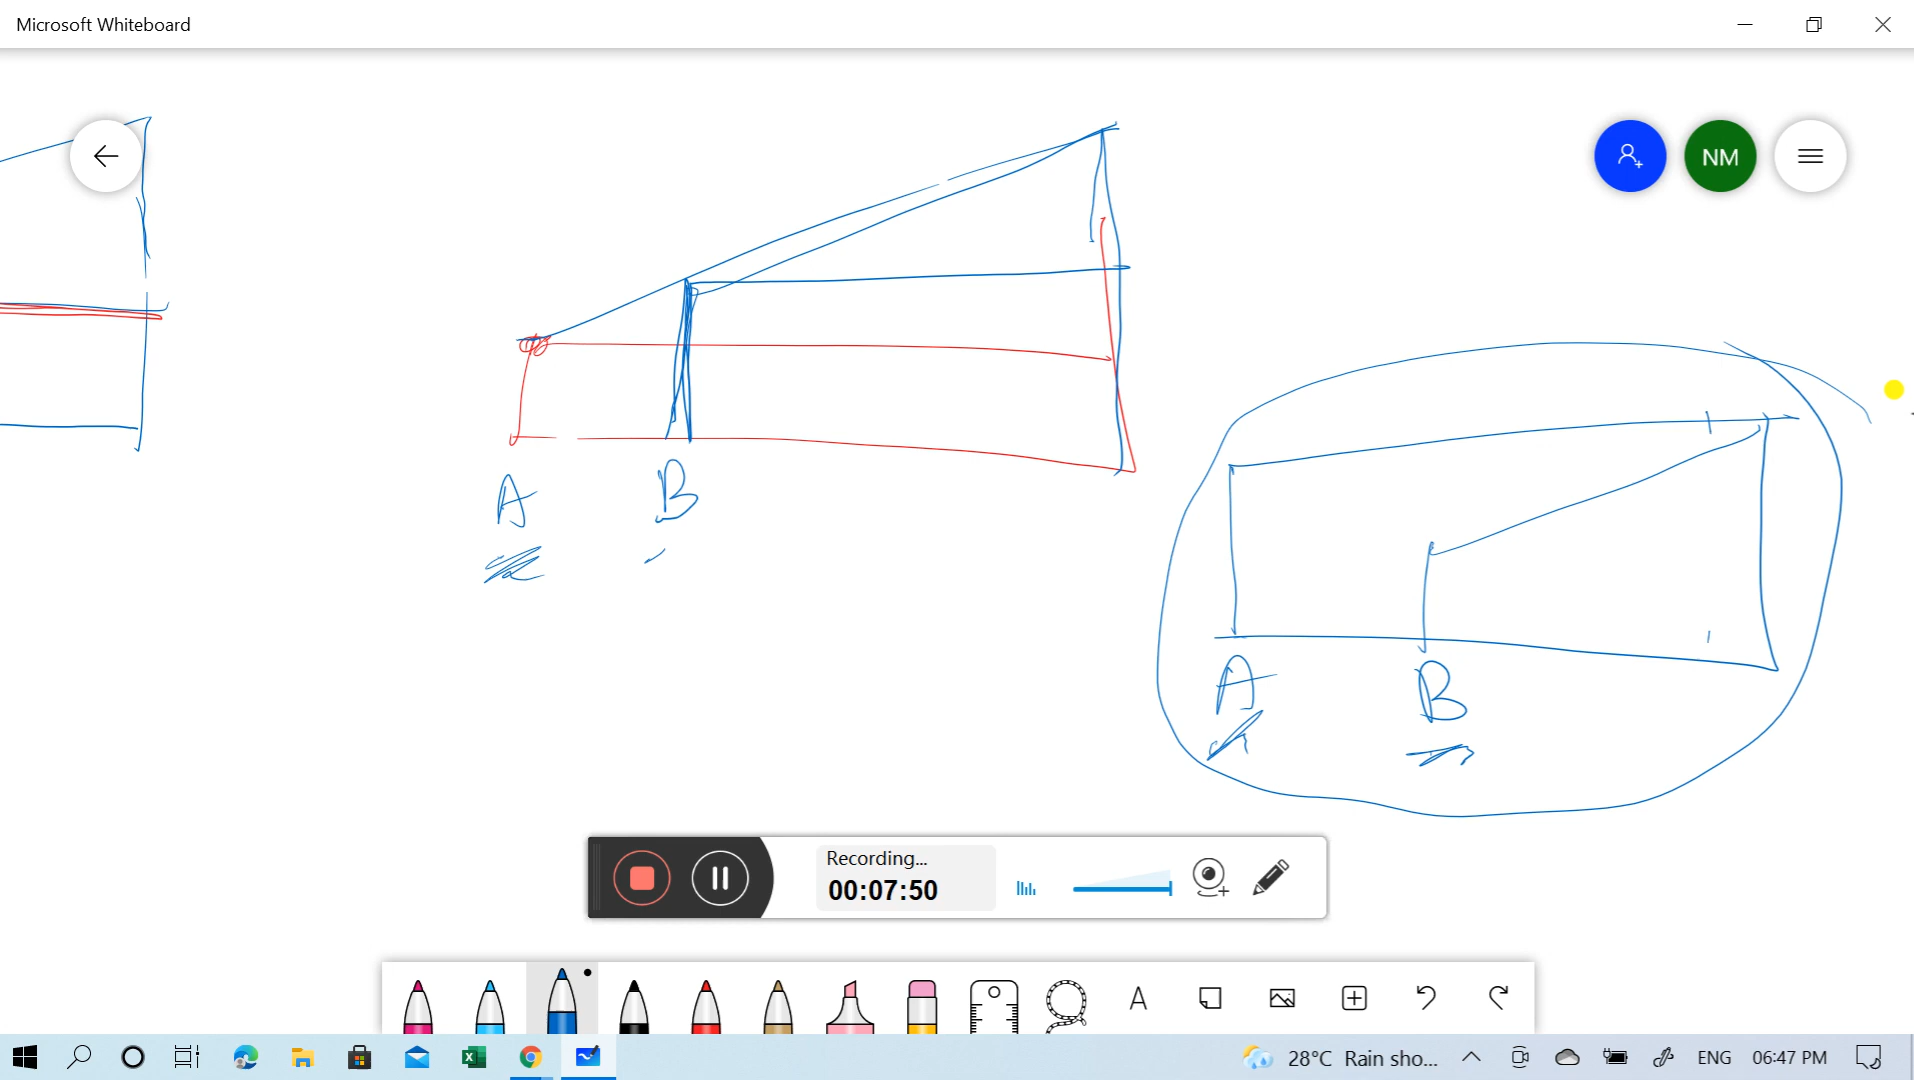 Microsoft Whiteboard
NM
A
B
A
B
Recording...
00:07:50
A
28°C Rain sho...
ENG
06:47 PM